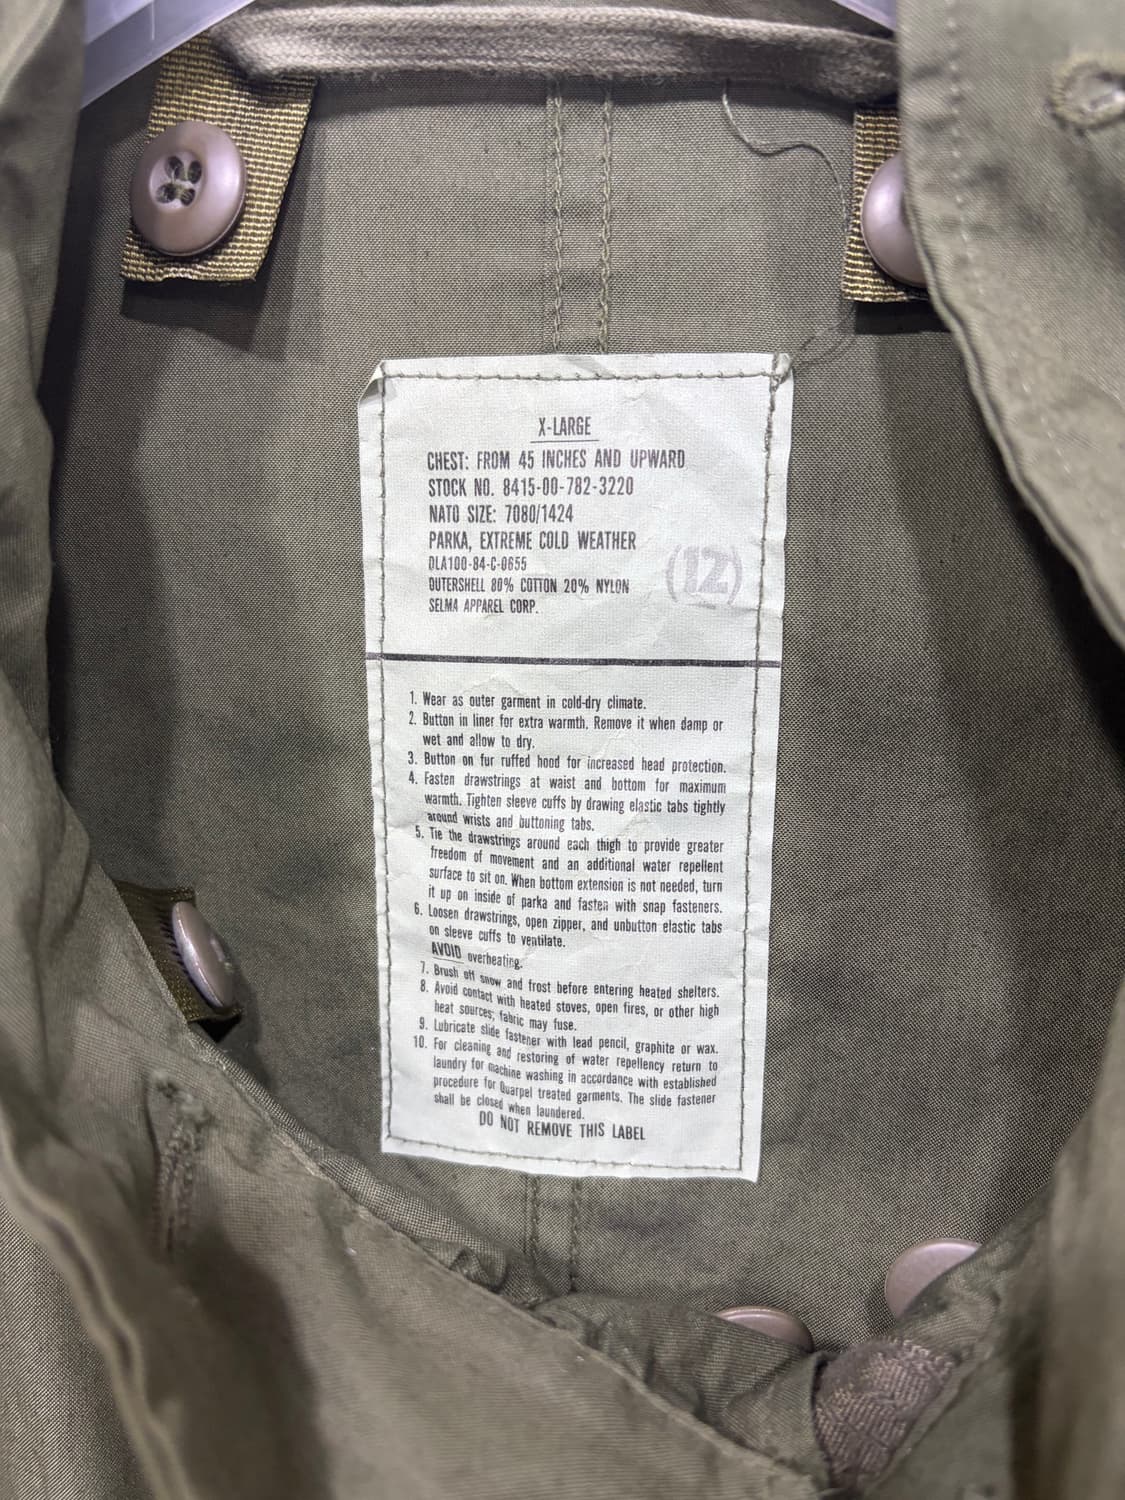 X-LARGE
CHEST: FROM 45 INCHES AND UPWARD
STOCK NO. 8415-00-782-3220
NATO SIZE: 7080/1424
PARKA, EXTREME COLD WEATHER
DLA100-84-C-0655
OUTERSHELL 80% COTTON 20% NYLON
(12)
SELMA APPAREL CORP.
1. Wear as outer garment in cold-dry climate.
2. Button in liner for extra warmth. Remove it when damp or
wet and allow to dry.
3. Button on fur ruffed hood for increased head protection.
4. Fasten drawstrings at waist and bottom for maximum
warmth. Tighten sleeve cuffs by drawing elastic tabs tightly
around wrists and buttoning tabs.
5. Tie the drawstrings around each thigh to provide greater
freedom of movement and an additional water repellent
surface to sit on. When bottom extension is not needed, turn
it up on inside of parka and fasten with snap fasteners.
6. Loosen drawstrings, open zipper, and unbutton elastic tabs
on sleeve cuffs to ventilate.
AVOID overheating.
7. Brush off snow and frost before entering heated shelters.
8. Avoid contact with heated stoves, open fires, or other high
heat sources; fabric may fuse.
9. Lubricate slide fastener with lead pencil, graphite or wax.
10. For cleaning and restoring of water repellency return to
laundry for machine washing in accordance with established
procedure for Quarpel treated garments. The slide fastener
shall be closed when laundered.
DO NOT REMOVE THIS LABEL